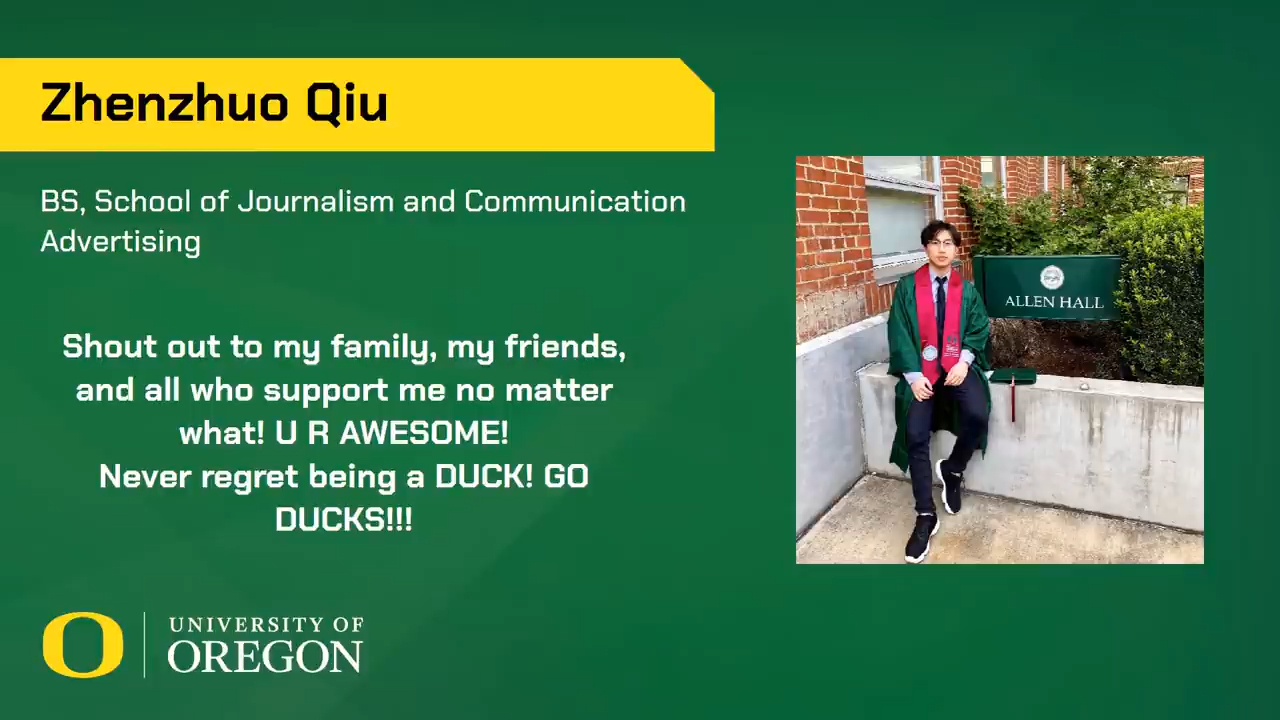 Zhenzhuo Qiu
BS, School of Journalism and Communication
Advertising
Shout out to my family, my friends,
and all who support me no matter
what! U R AWESOME!
Never regret being a DUCK! GO
DUCKS!!!
ALLEN HALL
UNIVERSITY OF
OREGON